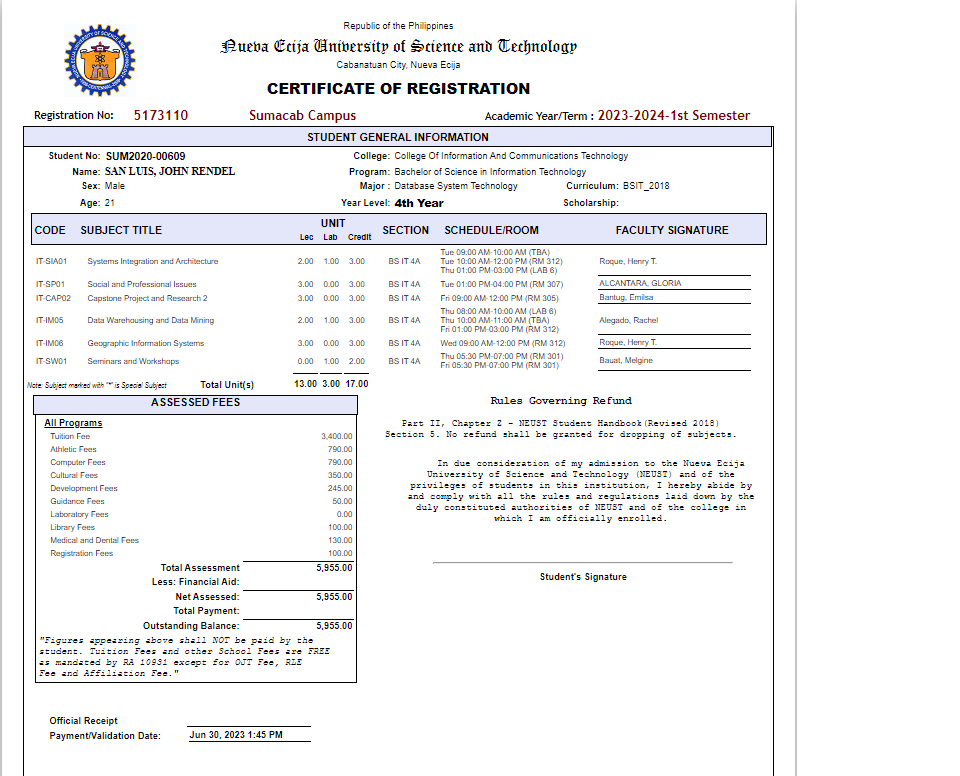 Republic of the Philippines
Nueva Ecija University of Science and Technology
Cabanatuan City, Nueva Ecija
CERTIFICATE OF REGISTRATION
Registration No: 5173110 Sumacab Campus Academic Year/Term : 2023-2024-1st Semester
STUDENT GENERAL INFORMATION
Student No: SUM2020-00609 College: College Of Information And Communications Technology
Name: SAN LUIS, JOHN RENDEL Program: Bachelor of Science in Information Technology
Sex: Male Major : Database System Technology Curriculum: BSIT_2018
Age: 21 Year Level: 4th Year Scholarship:
CODE SUBJECT TITLE UNIT SECTION SCHEDULE/ROOM FACULTY SIGNATURE
Lec Lab Credit
Tue 09:00 AM-10:00 AM (TBA)
IT-SIA01 Systems Integration and Architecture 2.00 1.00 3.00 BS IT 4A Tue 10:00 AM-12:00 PM (RM 312) Roque, Henry T.
Thu 01:00 PM-03:00 PM (LAB 6)
IT-SP01 Social and Professional Issues 3.00 0.00 3.00 BS IT 4A Tue 01:00 PM-04:00 PM (RM 307) ALCANTARA, GLORIA
IT-CAP02 Capstone Project and Research 2 3.00 0.00 3.00 BS IT 4A Fri 09:00 AM-12:00 PM (RM 305) Bantug, Emilsa
Thu 08:00 AM-10:00 AM (LAB 6)
IT-IM05 Data Warehousing and Data Mining 2.00 1.00 3.00 BS IT 4A Thu 10:00 AM-11:00 AM (TBA) Alegado, Rachel
Fri 01:00 PM-03:00 PM (RM 312)
IT-IM06 Geographic Information Systems 3.00 0.00 3.00 BS IT 4A Wed 09:00 AM-12:00 PM (RM 312) Roque, Henry T.
IT-SW01 Seminars and Workshops 0.00 1.00 2.00 BS IT 4A Thu 05:30 PM-07:00 PM (RM 301) Bauat, Melgine
Fri 05:30 PM-07:00 PM (RM 301)
Note: Subject marked with "*" is Special Subject Total Unit(s) 13.00 3.00 17.00
ASSESSED FEES
All Programs
Tuition Fee 3,400.00
Athletic Fees 790.00
Computer Fees 790.00
Cultural Fees 350.00
Development Fees 245.00
Guidance Fees 50.00
Laboratory Fees 0.00
Library Fees 100.00
Medical and Dental Fees 130.00
Registration Fees 100.00
Total Assessment 5,955.00
Less: Financial Aid:
Net Assessed: 5,955.00
Total Payment:
Outstanding Balance: 5,955.00
"Figures appearing above shall NOT be paid by the
student. Tuition Fees and other School Fees are FREE
as mandated by RA 10931 except for OJT Fee, RLE
Fee and Affiliation Fee."
Rules Governing Refund
Part II, Chapter Z - NEUST Student Handbook(Revised 2018)
Section 5. No refund shall be granted for dropping of subjects.
In due consideration of my admission to the Nueva Ecija
University of Science and Technology (NEUST) and of the
privileges of students in this institution, I hereby abide by
and comply with all the rules and regulations laid down by the
duly constituted authorities of NEUST and of the college in
which I am officially enrolled.
Student's Signature
Official Receipt
Payment/Validation Date: Jun 30, 2023 1:45 PM